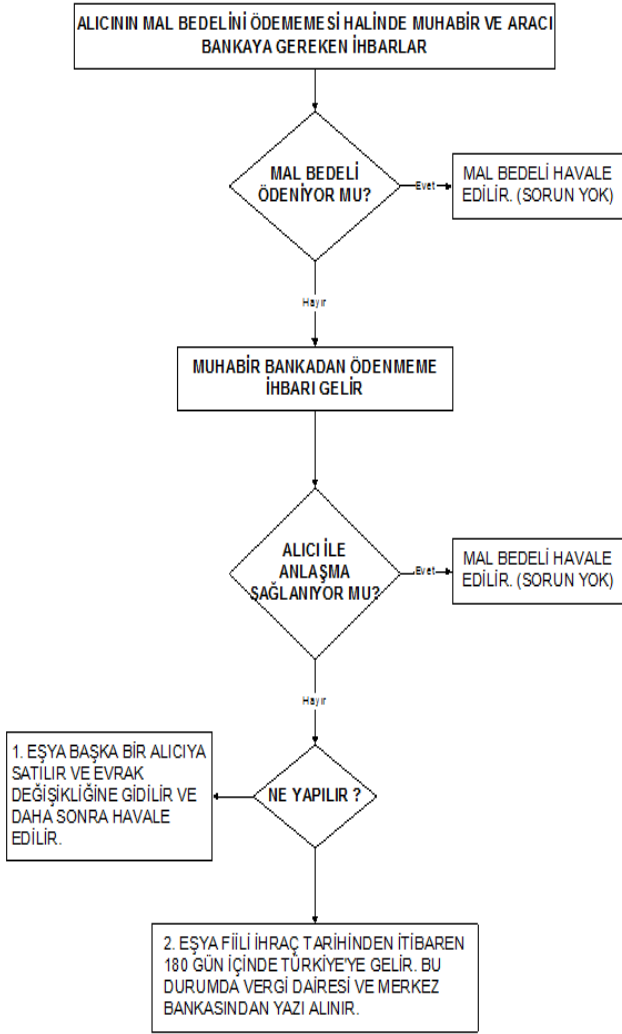 ALICININ MAL BEDELİNİ ÖDEMEMESİ HALİNDE MUHABİR VE ARACI
BANKAYA GEREKEN İHBARLAR
MAL BEDELİ
ÖDENİYOR MU?
Evet
MAL BEDELİ HAVALE
EDİLİR. (SORUN YOK)
Hayır
MUHABİR BANKADAN ÖDENMEME
İHBARI GELİR
ALICI İLE
ANLAŞMA
SAĞLANIYOR MU?
Evet
MAL BEDELİ HAVALE
EDİLİR. (SORUN YOK)
Hayır
NE YAPILIR ?
1. EŞYA BAŞKA BİR ALICIYA
SATILIR VE EVRAK
DEĞİŞİKLİĞİNE GİDİLİR VE
DAHA SONRA HAVALE
EDİLİR.
2. EŞYA FİİLİ İHRAÇ TARİHİNDEN İTİBAREN
180 GÜN İÇİNDE TÜRKİYE'YE GELİR. BU
DURUMDA VERGİ DAİRESİ VE MERKEZ
BANKASINDAN YAZI ALINIR.